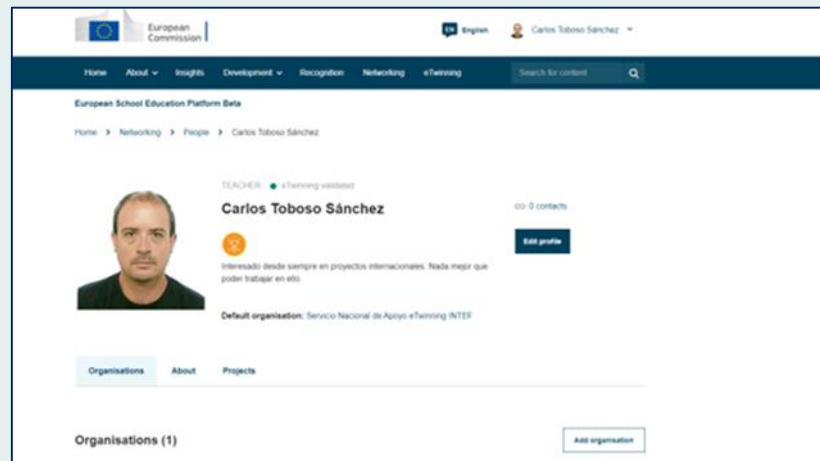 European
Commission
EN English
Carlos Toboso Sánchez
Home About Insights Development Recognition Networking eTwinning Search for content
European School Education Platform Beta
Home > Networking > People > Carlos Toboso Sánchez
TEACHER eTwinning validated
Carlos Toboso Sánchez
0 contacts
Edit profile
Interesado desde siempre en proyectos internacionales. Nada mejor que
poder trabajar en ello.
Default organisation: Servicio Nacional de Apoyo eTwinning INTEF
Organisations About Projects
Organisations (1)
Add organisation